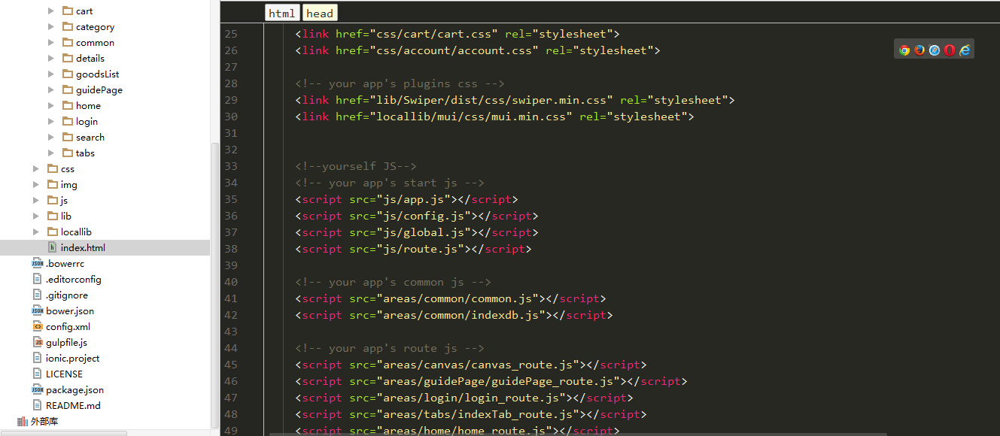 cart
category
common
details
goodsList
guidePage
home
login
search
tabs
css
img
js
lib
locallib
index.html
.bowerrc
.editorconfig
.gitignore
bower.json
config.xml
gulpfile.js
ionic.project
LICENSE
package.json
README.md
外部库
html head
25 <link href="css/cart/cart.css" rel="stylesheet">
26 <link href="css/account/account.css" rel="stylesheet">
27
28 <!-- your app's plugins css -->
29 <link href="lib/Swiper/dist/css/swiper.min.css" rel="stylesheet">
30 <link href="locallib/mui/css/mui.min.css" rel="stylesheet">
31
32
33 <!--yourself JS-->
34 <!-- your app's start js -->
35 <script src="js/app.js"></script>
36 <script src="js/config.js"></script>
37 <script src="js/global.js"></script>
38 <script src="js/route.js"></script>
39
40 <!-- your app's common js -->
41 <script src="areas/common/common.js"></script>
42 <script src="areas/common/indexdb.js"></script>
43
44 <!-- your app's route js -->
45 <script src="areas/canvas/canvas_route.js"></script>
46 <script src="areas/guidePage/guidePage_route.js"></script>
47 <script src="areas/login/login_route.js"></script>
48 <script src="areas/tabs/indexTab_route.js"></script>
49 <script src="areas/home/home_route.js"></script>